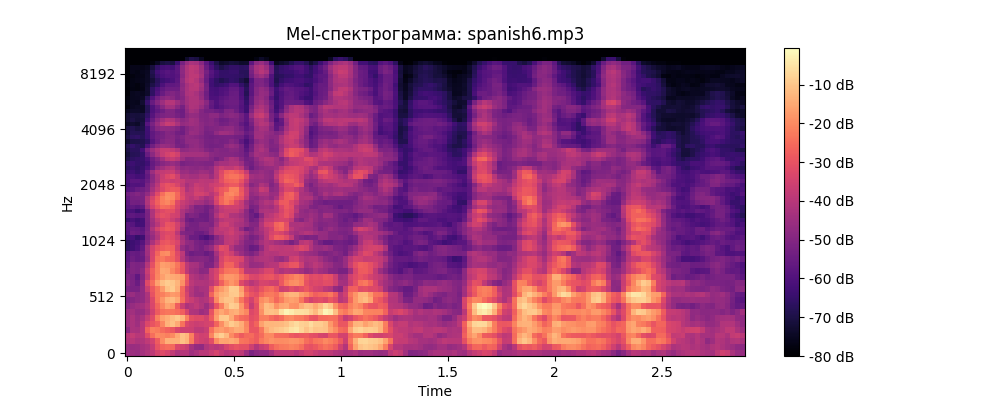 Mel-спектрограмма: spanish6.mp3
Hz
8192
4096
2048
1024
512
0
0 0.5 1 1.5 2 2.5
Time
-10 dB
-20 dB
-30 dB
-40 dB
-50 dB
-60 dB
-70 dB
-80 dB